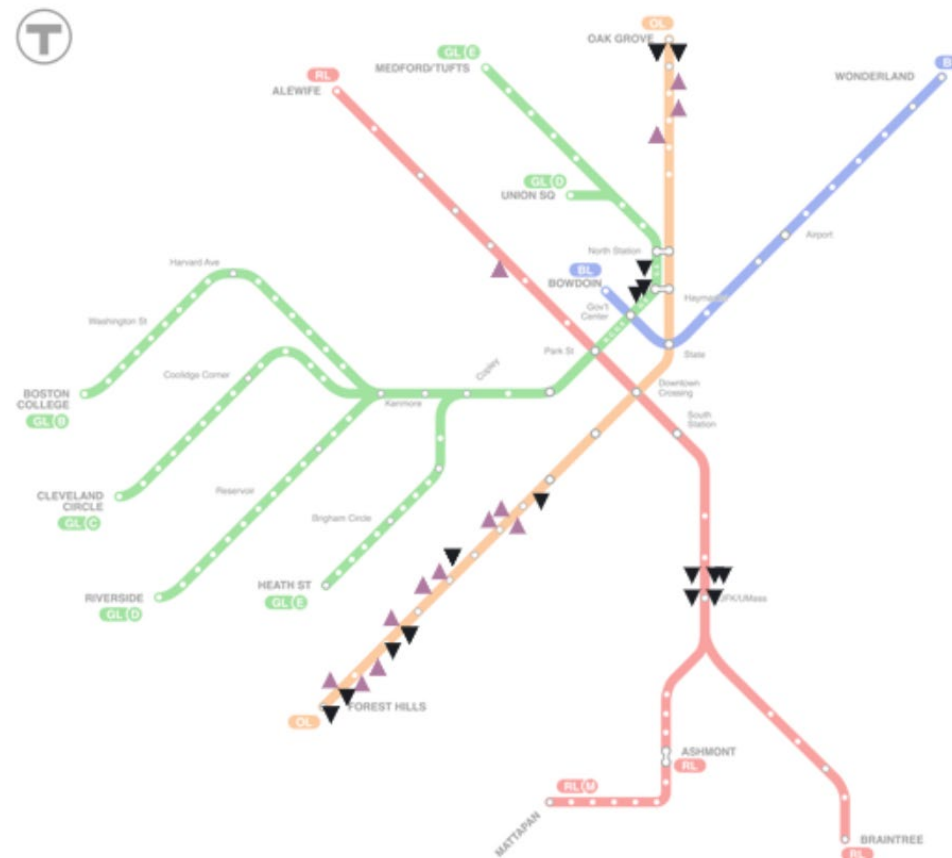 T
OL
OAK GROVE
GL E
MEDFORD/TUFTS
B
WONDERLAND
RL
ALEWIFE
GL D
UNION SQ
Airport
North Station
Harvard Ave
BL
BOWDOIN
Haymarket
Gov't
Center
Washington St
Park St
State
Coolidge Corner
Copley
Downtown
Crossing
BOSTON
COLLEGE
GL B
Kenmore
South
Station
CLEVELAND
CIRCLE
GL C
Reservoir
Brigham Circle
HEATH ST
GL E
RIVERSIDE
GL D
JFK/UMass
FOREST HILLS
OL
ASHMONT
RL
RL M
MATTAPAN
BRAINTREE
RL